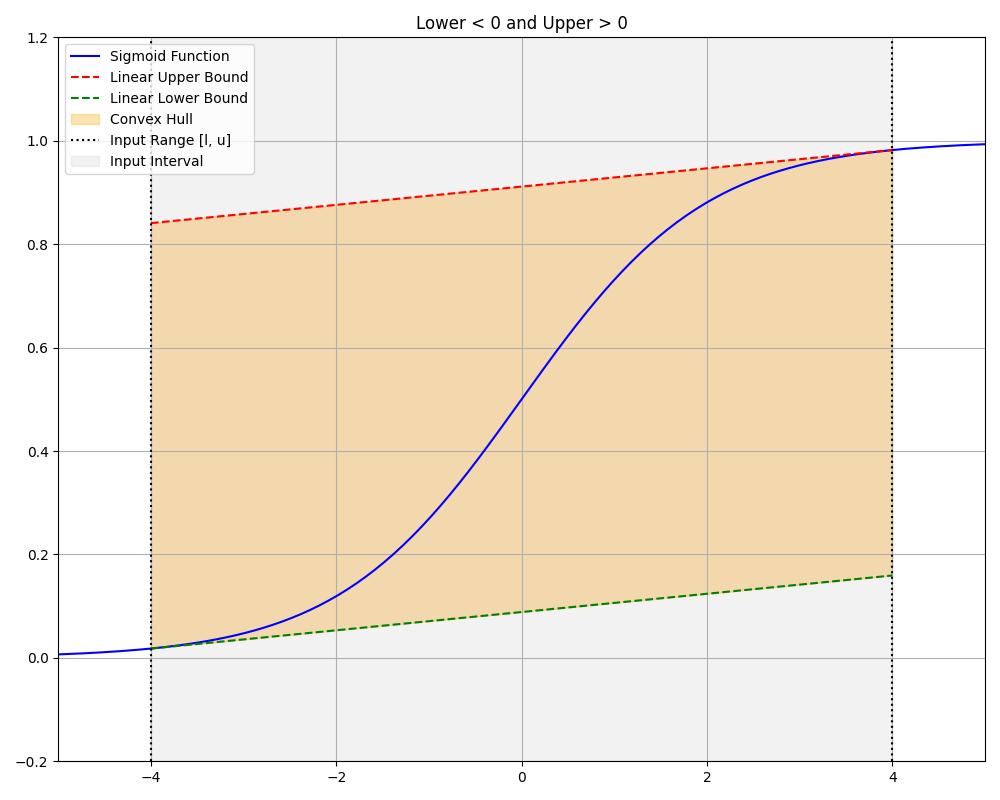 Lower < 0 and Upper > 0
1.2
1.0
0.8
0.6
0.4
0.2
0.0
−0.2
Sigmoid Function
Linear Upper Bound
Linear Lower Bound
Convex Hull
Input Range [l, u]
Input Interval
−4
−2
0
2
4